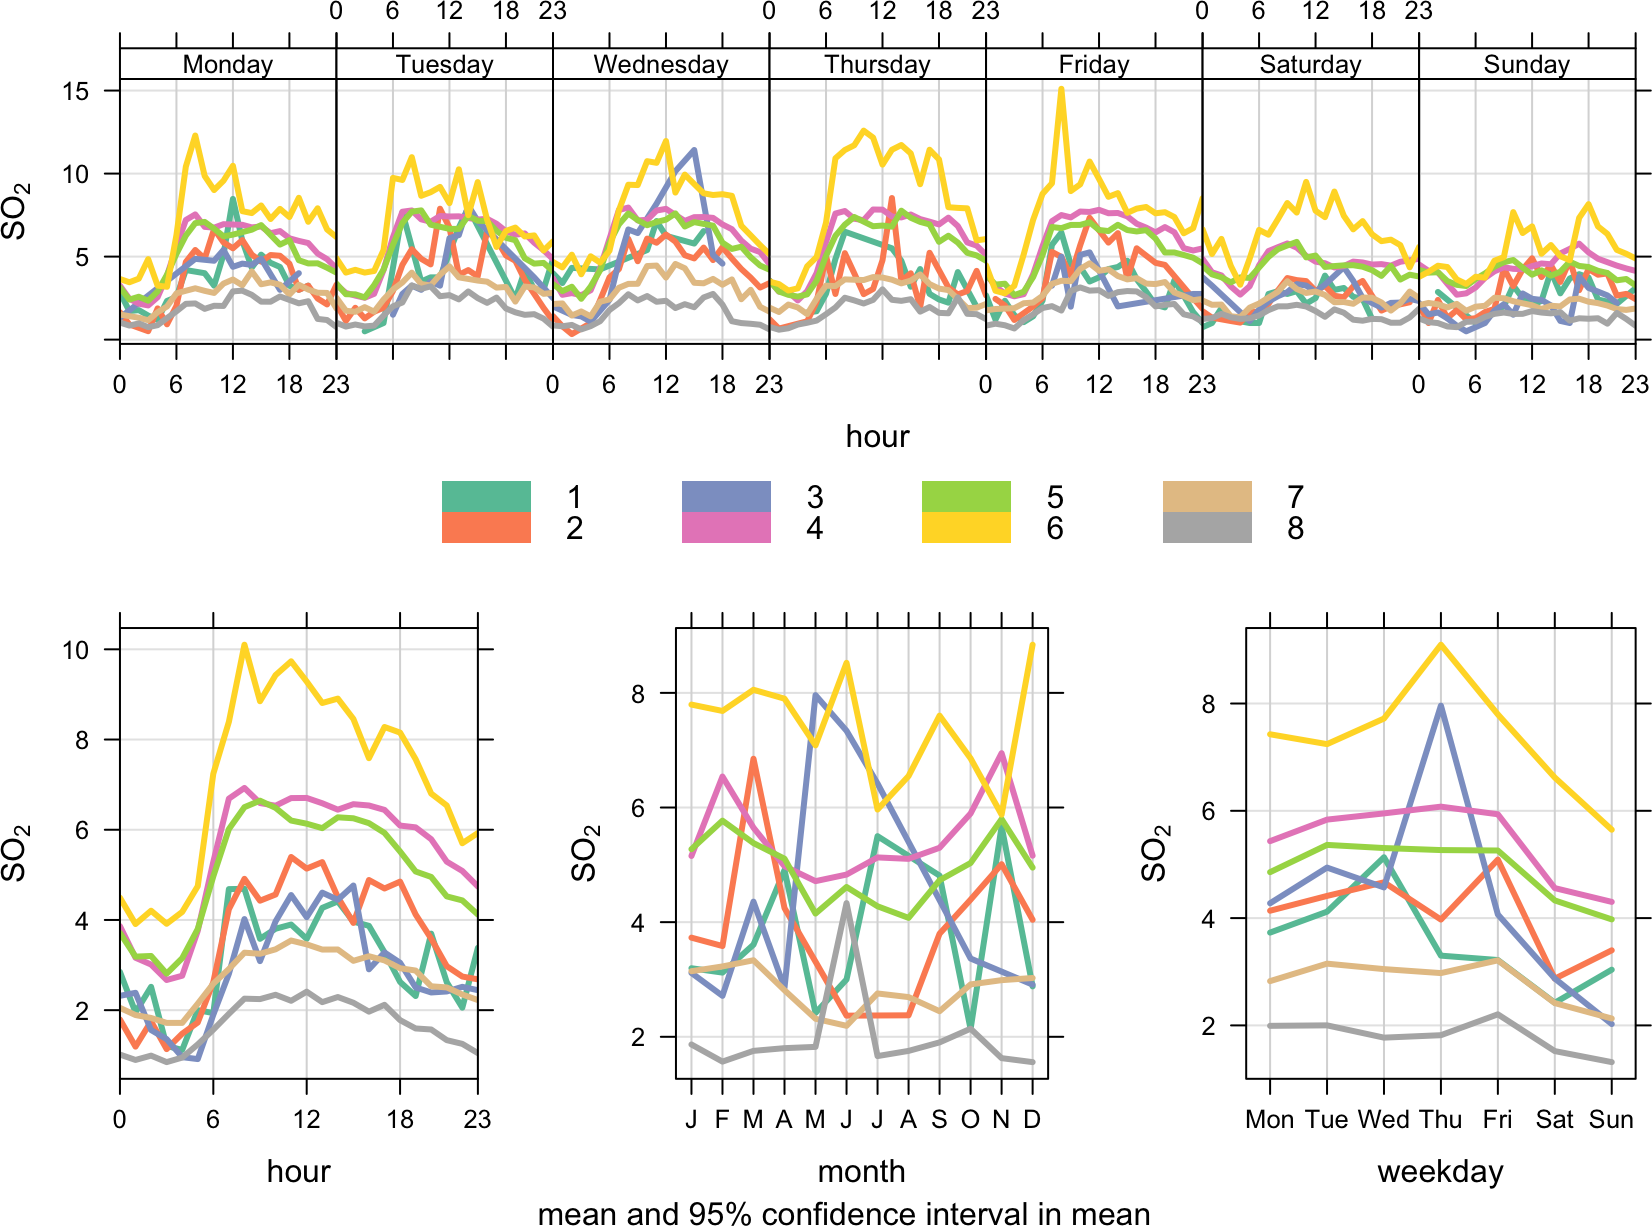 0 6 12 18 23 0 6 12 18 23 0 6 12 18 23
Monday Tuesday Wednesday Thursday Friday Saturday Sunday
15
10
5
SO2
0 6 12 18 23 0 6 12 18 23 0 6 12 18 23 0 6 12 18 23
hour
1 3 5 7
2 4 6 8
10
8
6
4
2
SO2
0 6 12 18 23
hour
8
6
4
2
SO2
J F M A M J J A S O N D
month
8
6
4
2
SO2
Mon Tue Wed Thu Fri Sat Sun
weekday
mean and 95% confidence interval in mean